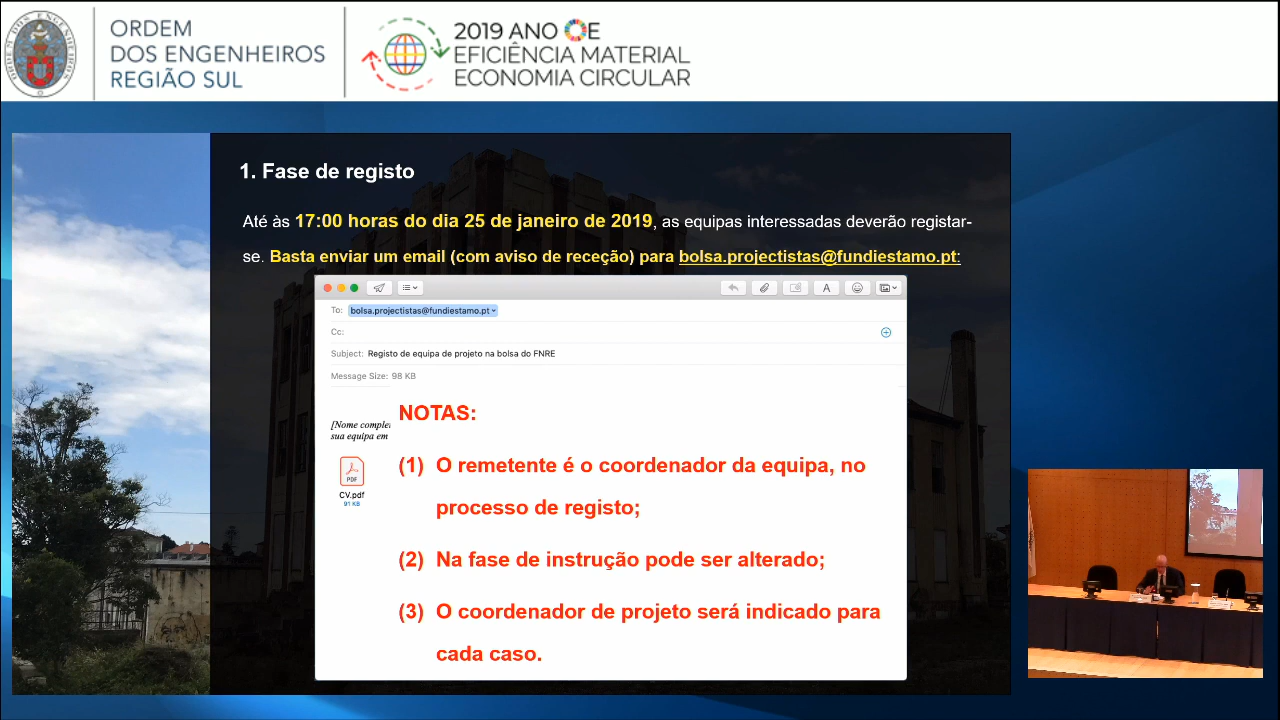 ORDEM
DOS ENGENHEIROS
REGIÃO SUL
2019 ANO OE
EFICIÊNCIA MATERIAL
ECONOMIA CIRCULAR
1. Fase de registo
Até às 17:00 horas do dia 25 de janeiro de 2019, as equipas interessadas deverão registar-
se. Basta enviar um email (com aviso de receção) para bolsa.projectistas@fundiestamo.pt:
To: bolsa.projectistas@fundiestamo.pt
Cc:
Subject: Registo de equipa de projeto na bolsa do FNRE
Message Size: 98 KB
[Nome comple
sua equipa em
PDF
CV.pdf
91 KB
NOTAS:
(1) O remetente é o coordenador da equipa, no
processo de registo;
(2) Na fase de instrução pode ser alterado;
(3) O coordenador de projeto será indicado para
cada caso.